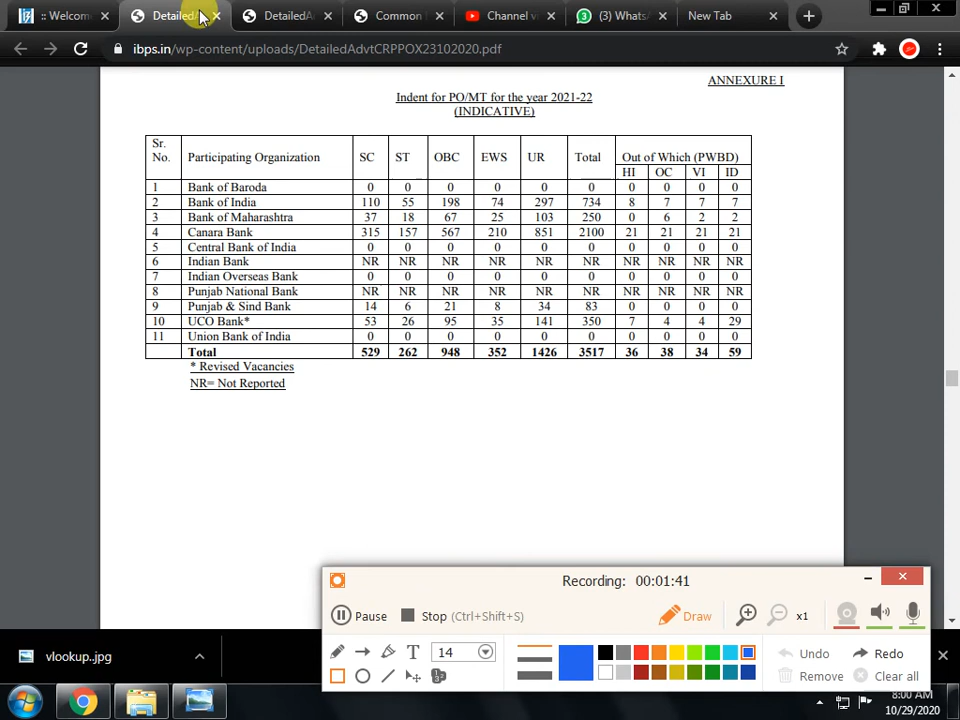 :: Welcome
Detailed
DetailedA
Common
Channel v
(3) Whats
New Tab
ibps.in/wp-content/uploads/DetailedAdvtCRPPOX23102020.pdf
ANNEXURE I
Indent for PO/MT for the year 2021-22
(INDICATIVE)
Sr. No. Participating Organization SC ST OBC EWS UR Total Out of Which (PWBD)
HI OC VI ID
1 Bank of Baroda 0 0 0 0 0 0 0 0 0 0
2 Bank of India 110 55 198 74 297 734 8 7 7 7
3 Bank of Maharashtra 37 18 67 25 103 250 0 6 2 2
4 Canara Bank 315 157 567 210 851 2100 21 21 21 21
5 Central Bank of India 0 0 0 0 0 0 0 0 0 0
6 Indian Bank NR NR NR NR NR NR NR NR NR NR
7 Indian Overseas Bank 0 0 0 0 0 0 0 0 0 0
8 Punjab National Bank NR NR NR NR NR NR NR NR NR NR
9 Punjab & Sind Bank 14 6 21 8 34 83 0 0 0 0
10 UCO Bank* 53 26 95 35 141 350 7 4 4 29
11 Union Bank of India 0 0 0 0 0 0 0 0 0 0
Total 529 262 948 352 1426 3517 36 38 34 59
* Revised Vacancies
NR= Not Reported
Recording: 00:01:41
Pause Stop (Ctrl+Shift+S) Draw x1
T 14 Undo Redo
Undo Redo
Remove Clear all
vlookup..jpg
8:00 AM
10/29/2020